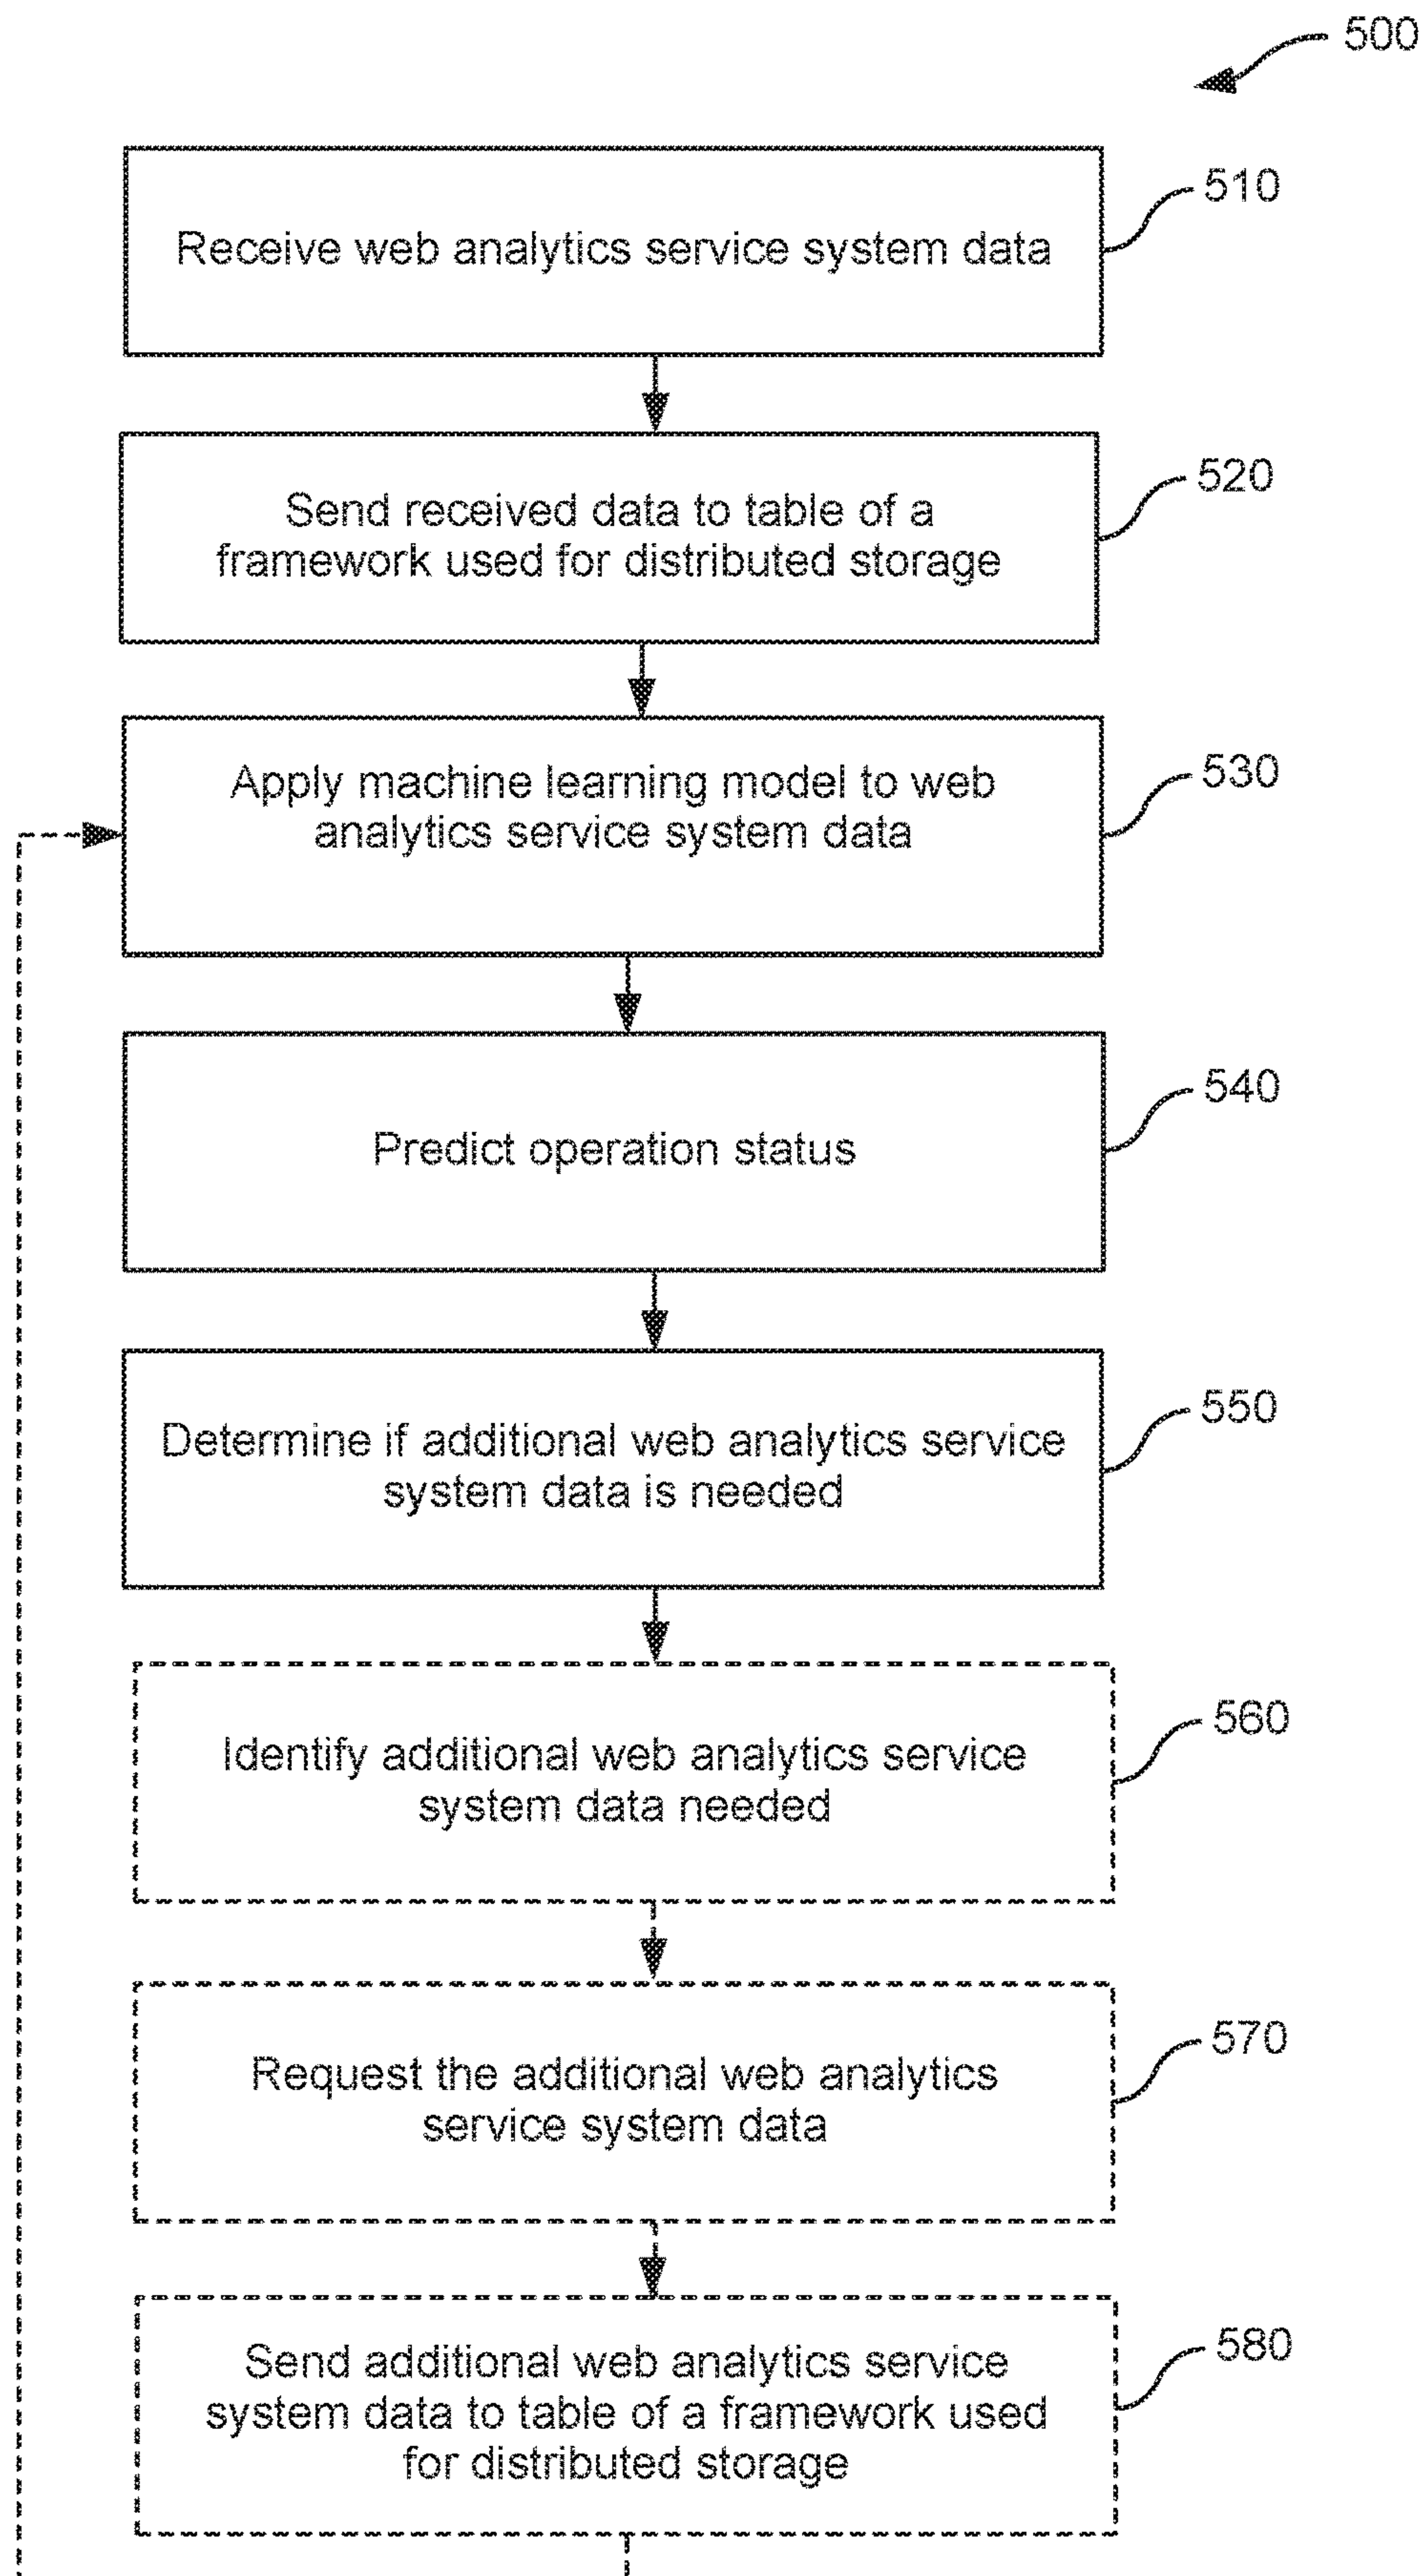 500
Receive web analytics service system data
510
Send received data to table of a
framework used for distributed storage
520
Apply machine learning model to web
analytics service system data
530
Predict operation status
540
Determine if additional web analytics service
system data is needed
550
Identify additional web analytics service
system data needed
560
Request the additional web analytics
service system data
570
Send additional web analytics service
system data to table of a framework used
for distributed storage
580